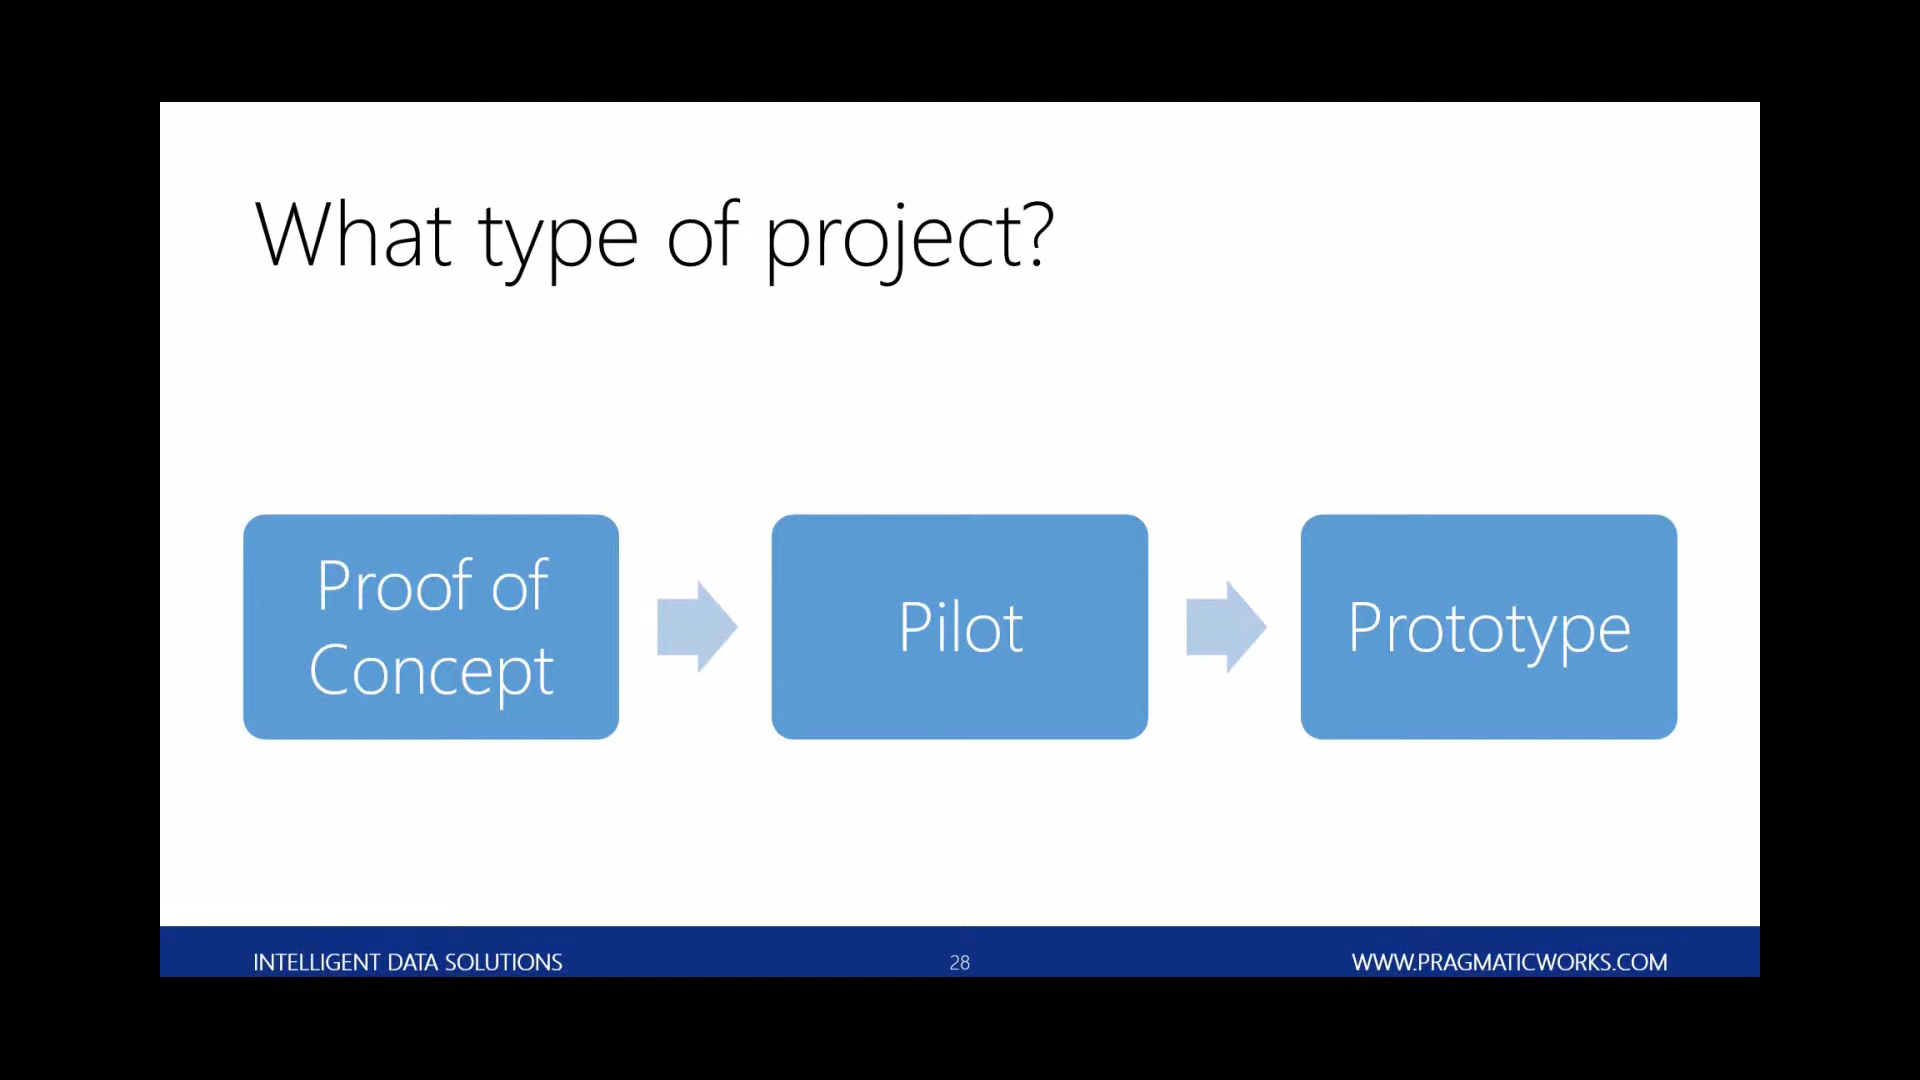 What type of project?
Proof of
Concept
Pilot
Prototype
INTELLIGENT DATA SOLUTIONS
28
WWW.PRAGMATICWORKS.COM